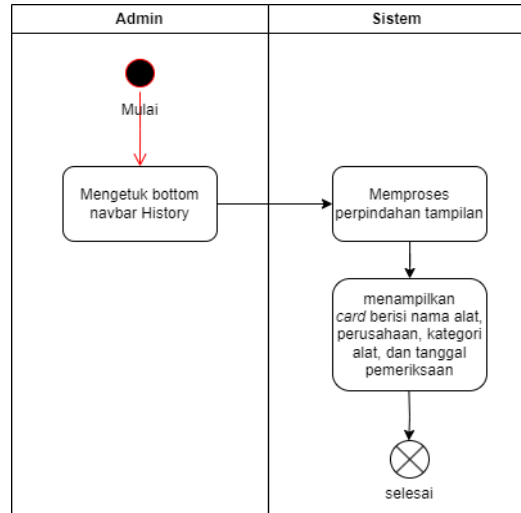 Admin
Sistem
Mulai
Mengetuk bottom
navbar History
Memproses
perpindahan tampilan
menampilkan
card berisi nama alat,
perusahaan, kategori
alat, dan tanggal
pemeriksaan
selesai